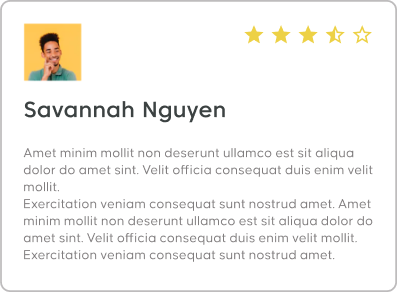 Savannah Nguyen
Amet minim mollit non deserunt ullamco est sit aliqua
dolor do amet sint. Velit officia consequat duis enim velit
mollit.
Exercitation veniam consequat sunt nostrud amet. Amet
minim mollit non deserunt ullamco est sit aliqua dolor do
amet sint. Velit officia consequat duis enim velit mollit.
Exercitation veniam consequat sunt nostrud amet.